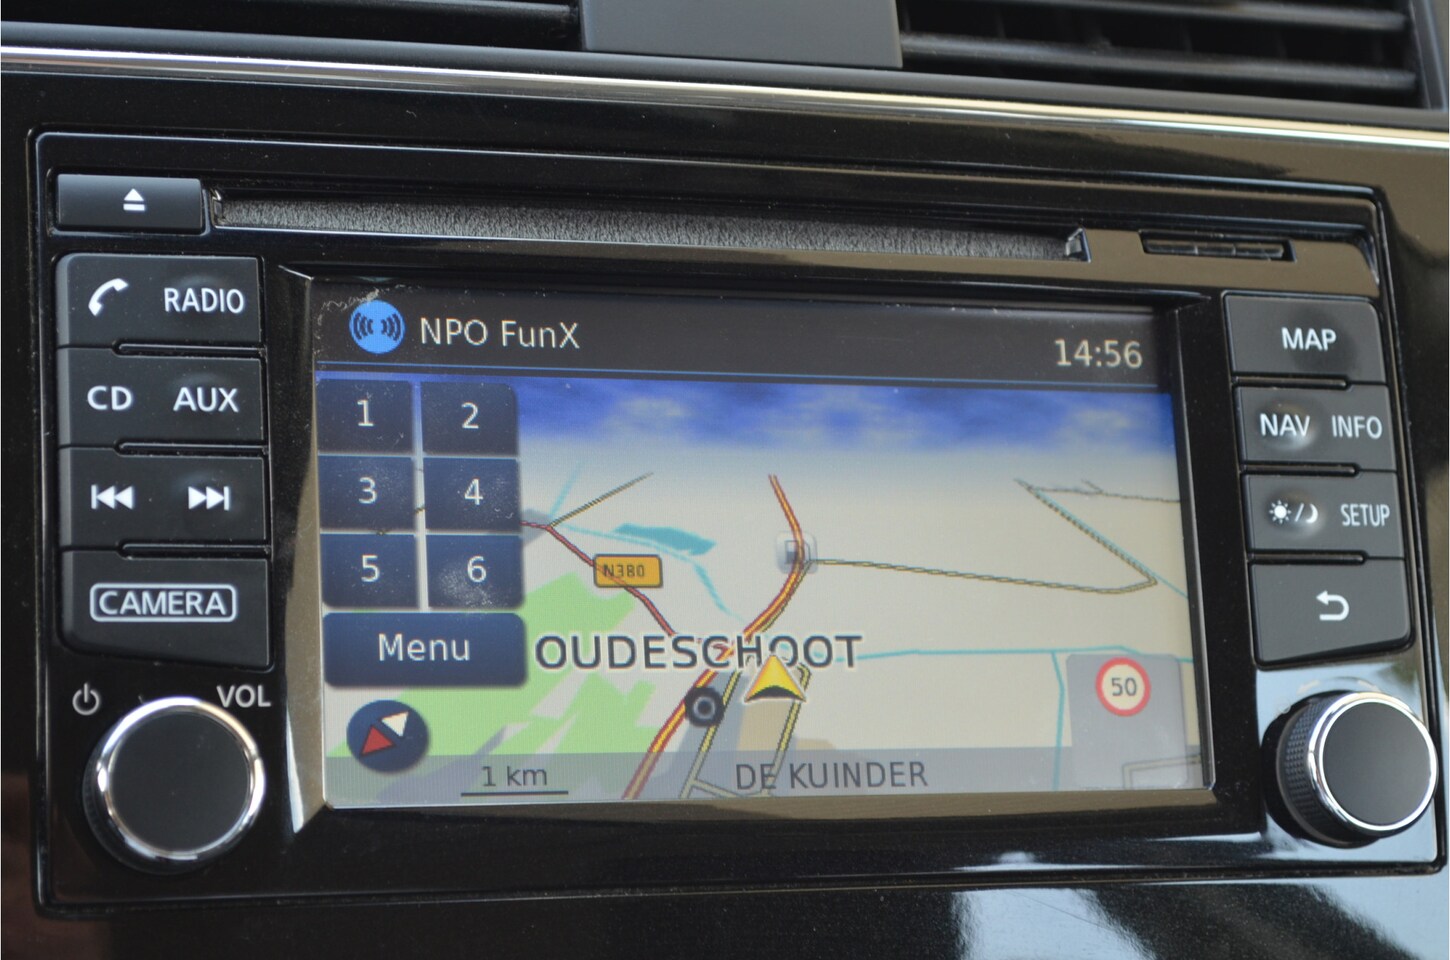 NPO FunX
14:56
RADIO
MAP
CD AUX
NAV INFO
SETUP
CAMERA
VOL
1 2
3 4
5 6
Menu
N380
OUDESCHOOT
50
1 km
DE KUINDER